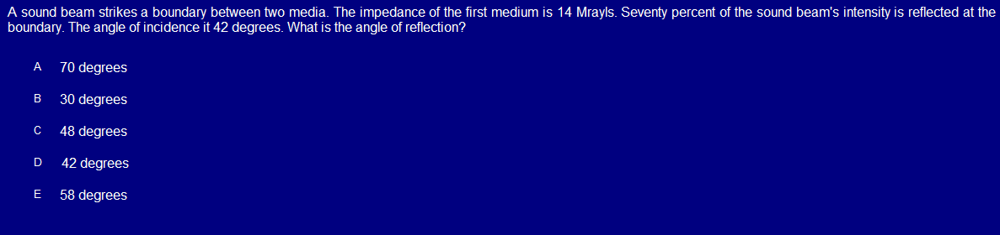 A sound beam strikes a boundary between two media. The impedance of the first medium is 14 Mrayls. Seventy percent of the sound beam's intensity is reflected at the
boundary. The angle of incidence it 42 degrees. What is the angle of reflection?
A 70 degrees
B 30 degrees
C 48 degrees
D 42 degrees
E 58 degrees